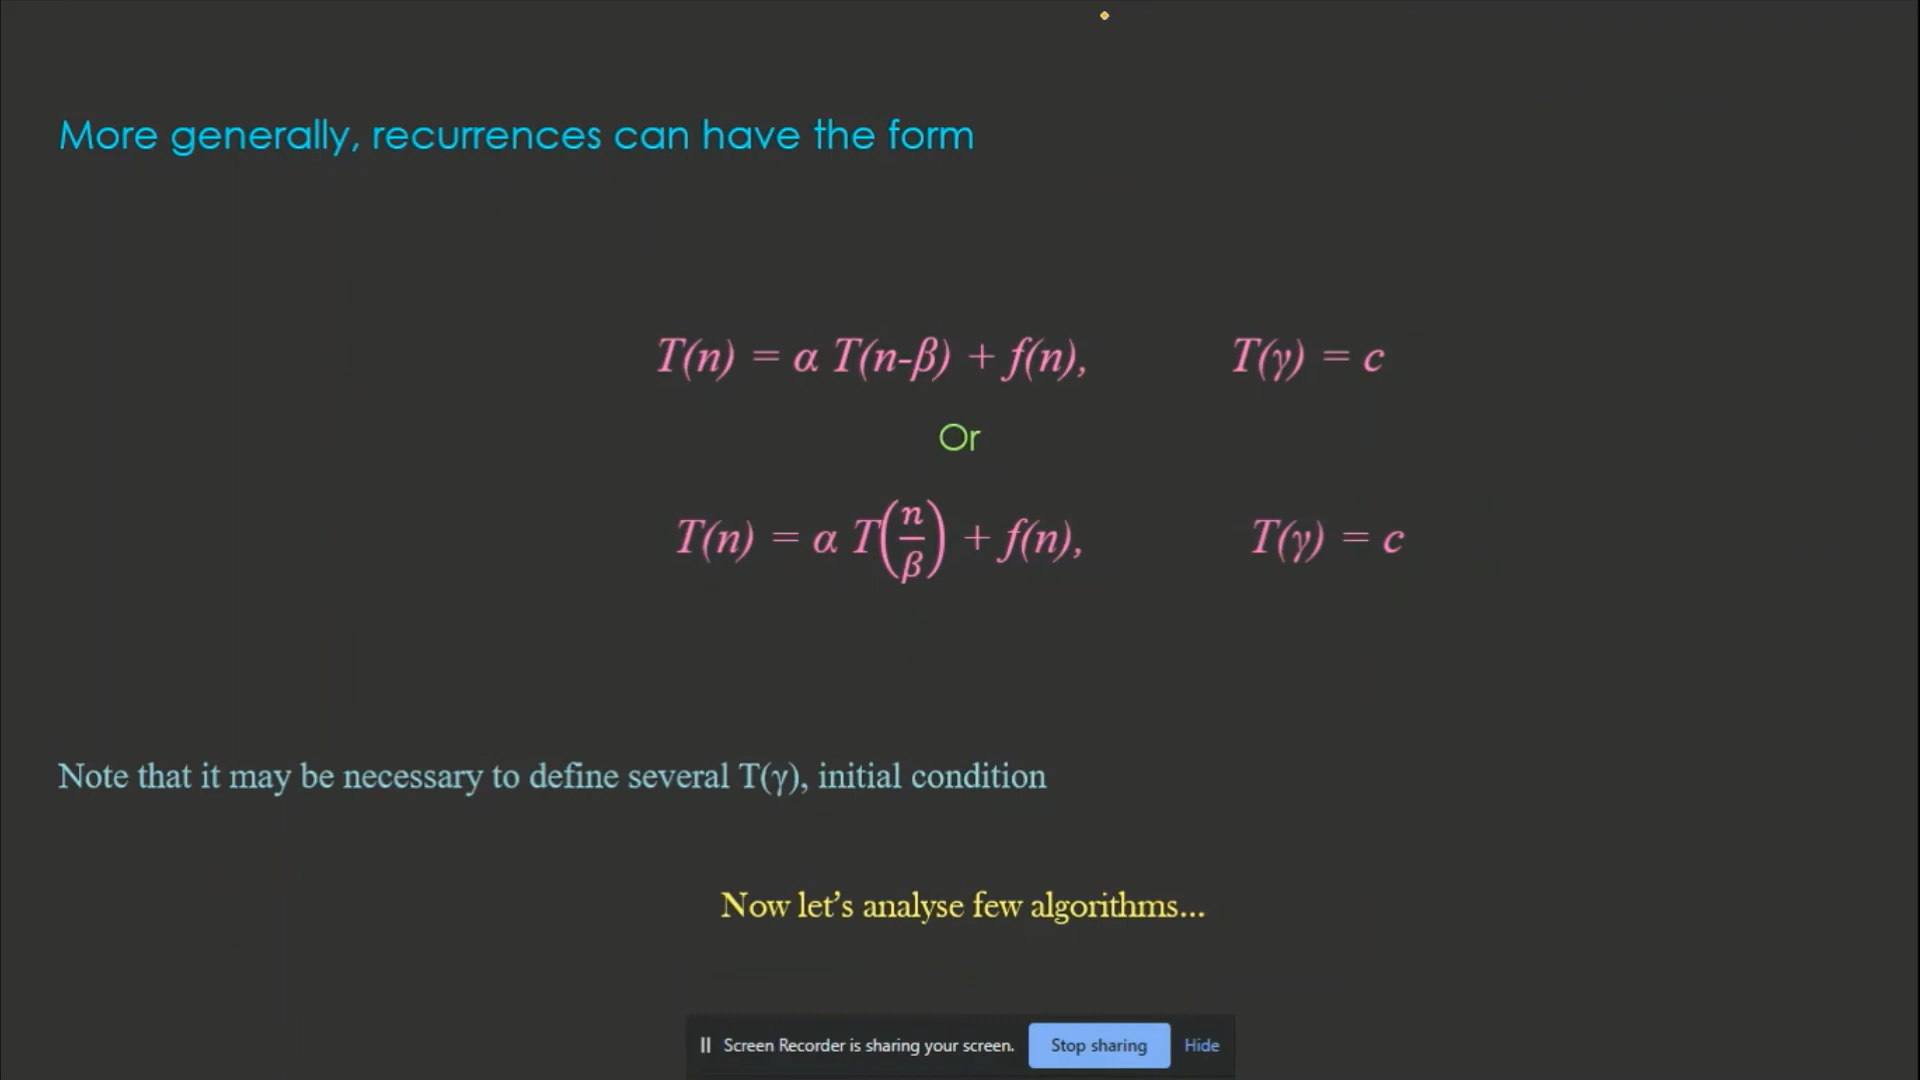 More generally, recurrences can have the form
T(n) = α T(n-β) + f(n), T(γ) = c
Or
T(n) = α T(n/β) + f(n), T(γ) = c
Note that it may be necessary to define several T(γ), initial condition
Now let’s analyse few algorithms...
Screen Recorder is sharing your screen. Stop sharing Hide